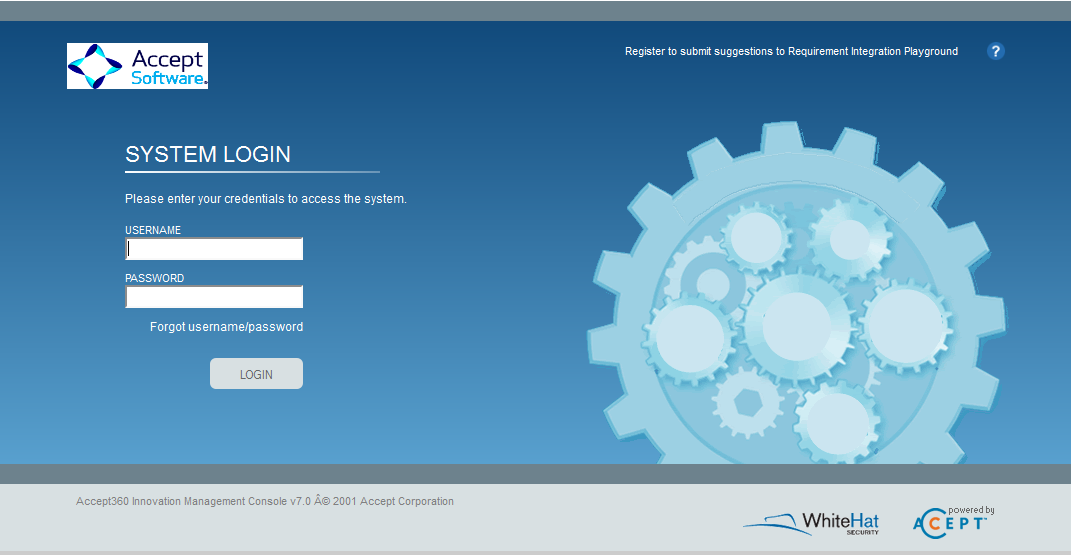 Accept
Software.
Register to submit suggestions to Requirement Integration Playground
?
SYSTEM LOGIN
Please enter your credentials to access the system.
USERNAME
PASSWORD
Forgot username/password
LOGIN
Accept360 Innovation Management Console v7.0 Â© 2001 Accept Corporation
WhiteHat
SECURITY
powered by
ACCEPT™